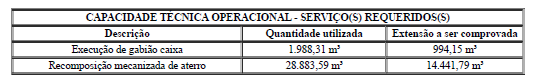 CAPACIDADE TÉCNICA OPERACIONAL - SERVIÇO(S) REQUERIDOS(S)
Descrição Quantidade utilizada Extensão a ser comprovada
Execução de gabião caixa 1.988,31 m³ 994,15 m³
Recomposição mecanizada de aterro 28.883,59 m³ 14.441,79 m³